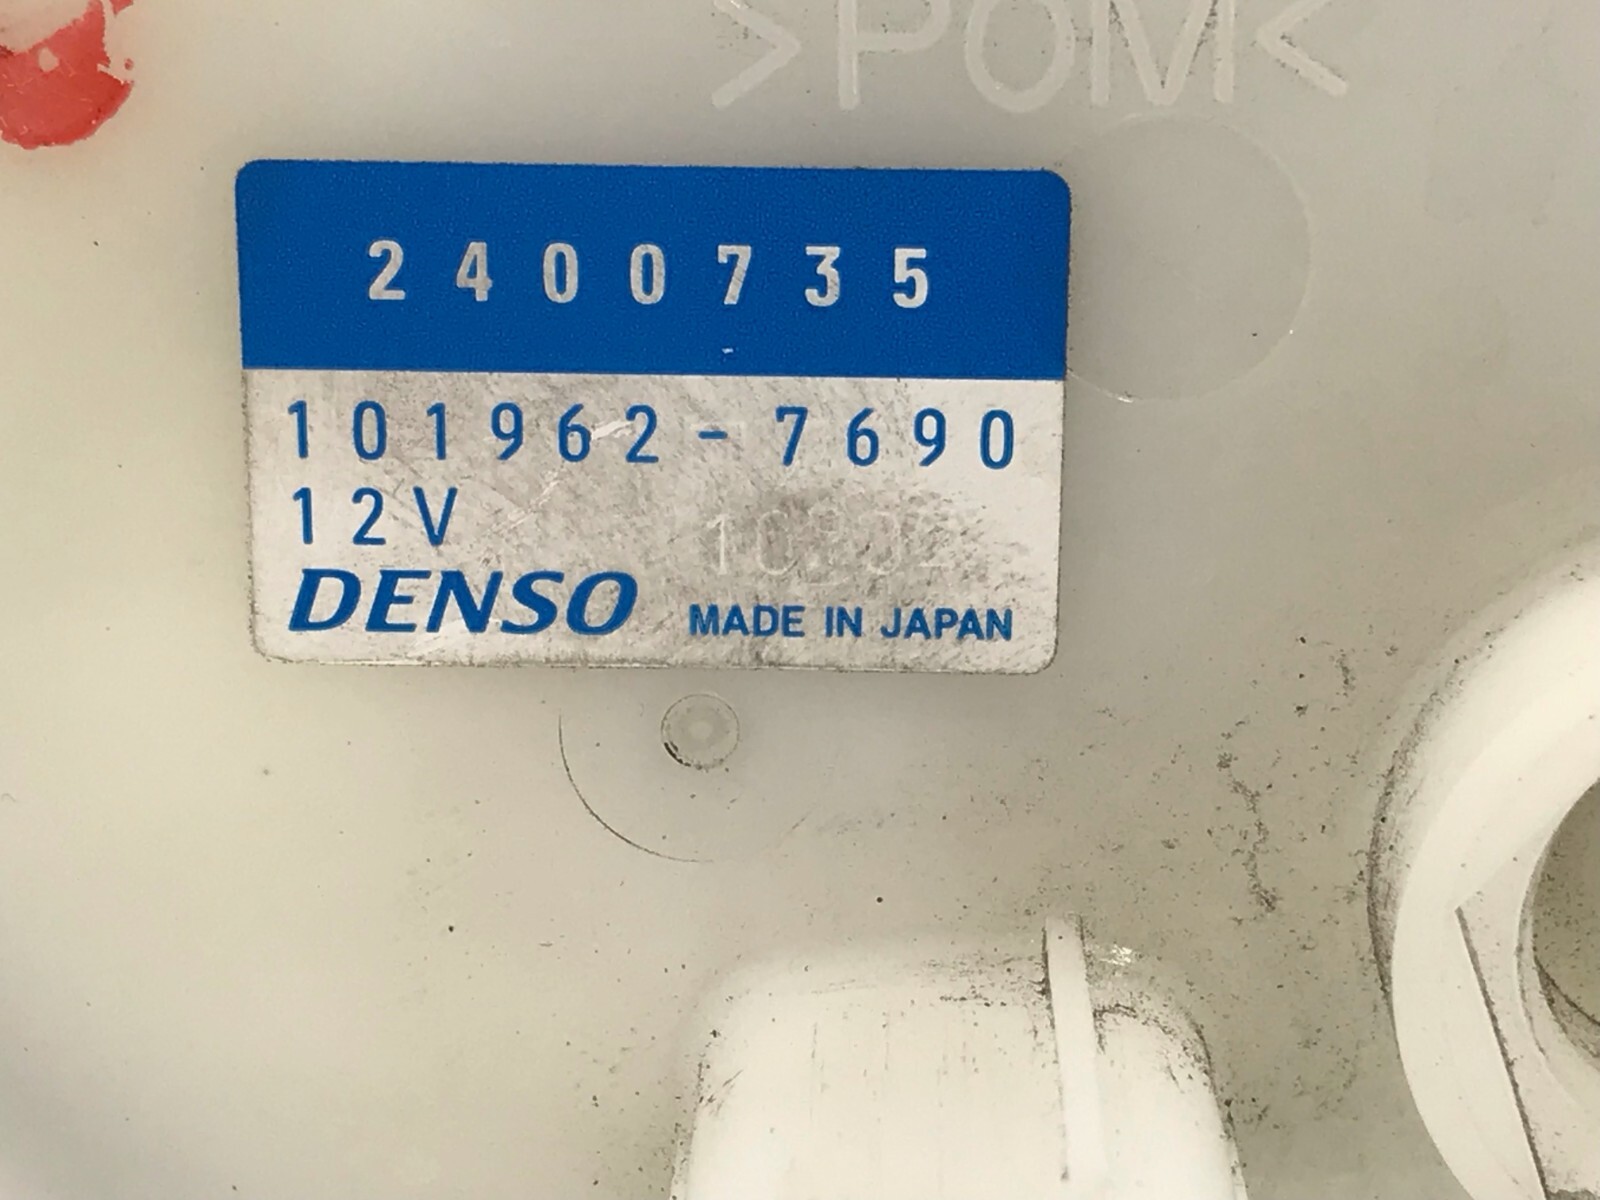 >POM<
2400735
101962-7690
12V
DENSO MADE IN JAPAN